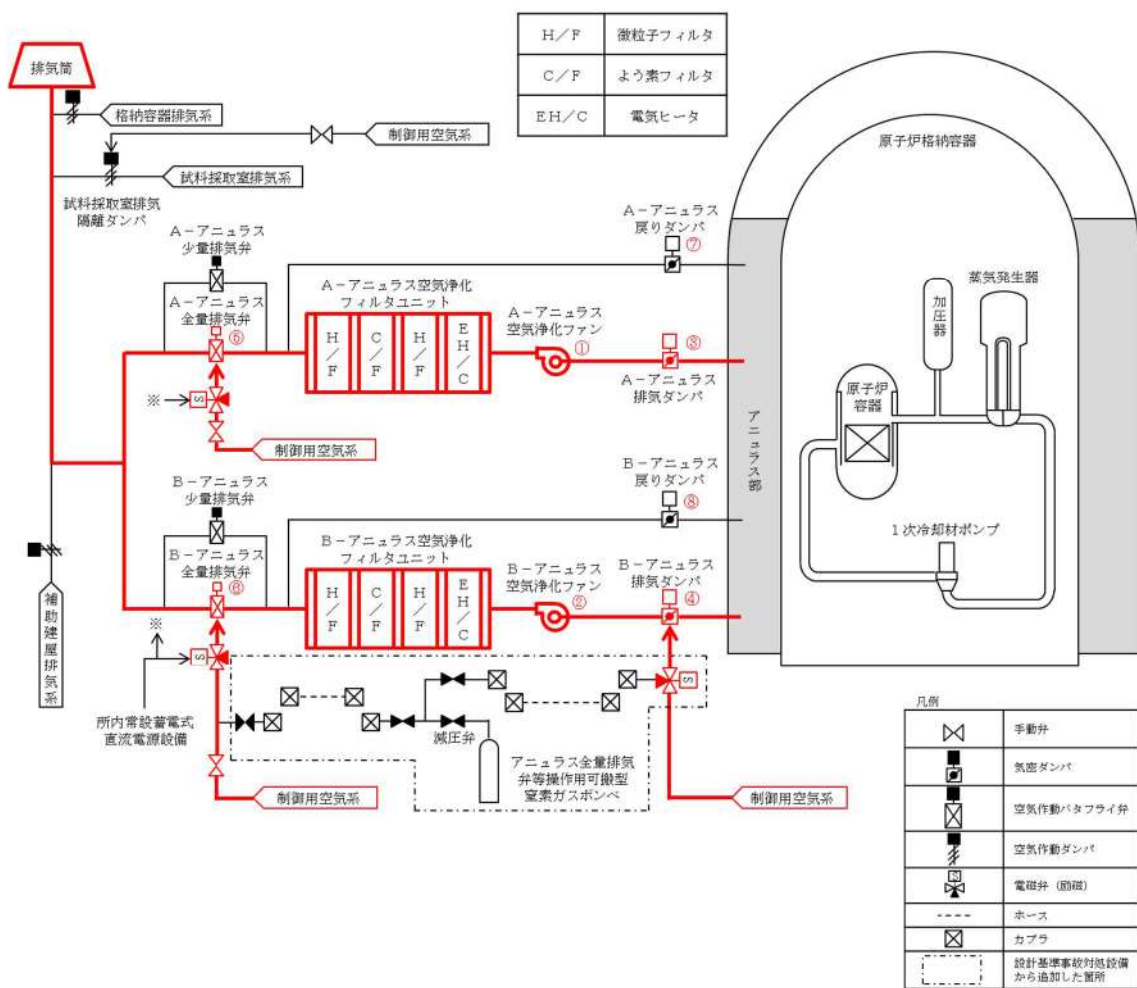 H/F 微粒子フィルタ
C/F よう素フィルタ
EH/C 電気ヒータ
排気筒
格納容器排気系
制御用空気系
試料採取室排気系
試料採取室排気
隔離ダンパ
原子炉格納容器
A-アニュラス
戻りダンパ
⑦
A-アニュラス
少量排気弁
A-アニュラス
全量排気弁
⑤
A-アニュラス空気浄化
フィルタユニット
H/F
C/F
H/F
EH/C
A-アニュラス
空気浄化ファン
①
③
A-アニュラス
排気ダンパ
※
S
制御用空気系
蒸気発生器
加圧器
原子炉
容器
1次冷却材ポンプ
アニュラス部
B-アニュラス
少量排気弁
B-アニュラス
全量排気弁
⑥
B-アニュラス
戻りダンパ
⑧
B-アニュラス空気浄化
フィルタユニット
H/F
C/F
H/F
EH/C
B-アニュラス
空気浄化ファン
②
B-アニュラス
排気ダンパ
④
補助建屋排気系
※
S
S
所内常設蓄電式
直流電源設備
減圧弁
アニュラス全量排気
弁等操作用可搬型
窒素ガスボンベ
制御用空気系
制御用空気系
凡例
手動弁
気密ダンパ
空気作動バタフライ弁
空気作動ダンパ
S
電磁弁(励磁)
ホース
カプラ
設計基準事故対処設備
から追加した箇所